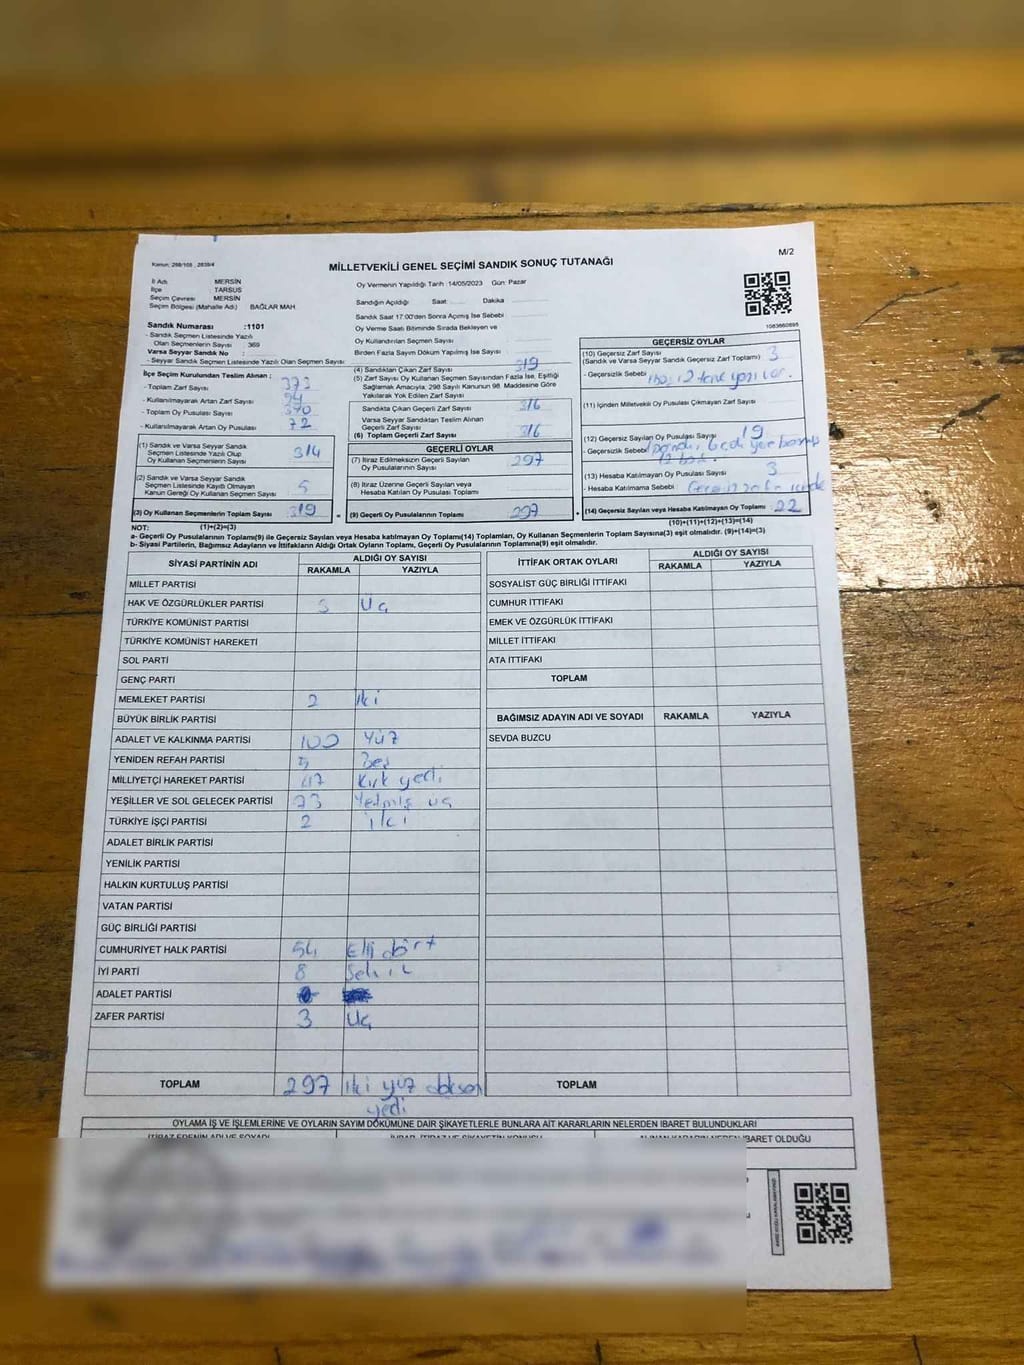 Kanun: 298/105 , 2839/4
MİLLETVEKİLİ GENEL SEÇİMİ SANDIK SONUÇ TUTANAĞI
M/2
İl Adı MERSİN
İlçe TARSUS
Seçim Çevresi MERSİN
Seçim Bölgesi (Mahalle Adı) BAĞLAR MAH
Oy Vermenin Yapıldığı Tarih :14/05/2023 Gün: Pazar
Sandığın Açıldığı Saat: Dakika
Sandık Saat 17:00'den Sonra Açılmış İse Sebebi
Oy Verme Saati Bitiminde Sırada Bekleyen ve
Oy Kullandırılan Seçmen Sayısı
Birden Fazla Sayım Döküm Yapılmış İse Sayısı
1083660695
Sandık Numarası :1101
- Sandık Seçmen Listesinde Yazılı
Olan Seçmenlerin Sayısı 369
Varsa Seyyar Sandık No :
- Seyyar Sandık Seçmen Listesinde Yazılı Olan Seçmen Sayısı:
İlçe Seçim Kurulundan Teslim Alınan :
- Toplam Zarf Sayısı 373
- Kullanılmayarak Artan Zarf Sayısı 54
- Toplam Oy Pusulası Sayısı 370
- Kullanılmayarak Artan Oy Pusulası 72
(1) Sandık ve Varsa Seyyar Sandık
Seçmen Listesinde Yazılı Olup
Oy Kullanan Seçmenlerin Sayısı 314
(2) Sandık ve Varsa Seyyar Sandık
Seçmen Listesinde Kayıtlı Olmayan
Kanun Gereği Oy Kullanan Seçmen Sayısı 5
(3) Oy Kullanan Seçmenlerin Toplam Sayısı 319
(4) Sandıktan Çıkan Zarf Sayısı 319
(5) Zarf Sayısı Oy Kullanan Seçmen Sayısından Fazla İse, Eşitliği
Sağlamak Amacıyla, 298 Sayılı Kanunun 98. Maddesine Göre
Yakılarak Yok Edilen Zarf Sayısı
Sandıkta Çıkan Geçerli Zarf Sayısı 316
Varsa Seyyar Sandıktan Teslim Alınan
Geçerli Zarf Sayısı
(6) Toplam Geçerli Zarf Sayısı 316
GEÇERLİ OYLAR
(7) İtiraz Edilmeksizin Geçerli Sayılan
Oy Pusulalarının Sayısı 297
(8) İtiraz Üzerine Geçerli Sayılan veya
Hesaba Katılan Oy Pusulası Toplamı
= (9) Geçerli Oy Pusulalarının Toplamı 297
GEÇERSİZ OYLAR
(10) Geçersiz Zarf Sayısı 3
(Sandık ve Varsa Seyyar Sandık Geçersiz Zarf Toplamı)
- Geçersizlik Sebebi yazı var.
(11) İçinden Milletvekili Oy Pusulası Çıkmayan Zarf Sayısı
(12) Geçersiz Sayılan Oy Pusulası Sayısı 19
- Geçersizlik Sebebi
(13) Hesaba Katılmayan Oy Pusulası Sayısı 3
- Hesaba Katılmama Sebebi : Geçersiz zarf içinde
+ (14) Geçersiz Sayılan veya Hesaba Katılmayan Oy Toplamı 22
NOT: (1)+(2)=(3)
(10)+(11)+(12)+(13)=(14)
a- Geçerli Oy Pusulalarının Toplamı(9) ile Geçersiz Sayılan veya Hesaba katılmayan Oy Toplamı(14) Toplamları, Oy Kullanan Seçmenlerin Toplam Sayısına(3) eşit olmalıdır. (9)+(14)=(3)
b- Siyasi Partilerin, Bağımsız Adayların ve İttifakların Aldığı Ortak Oyların Toplamı, Geçerli Oy Pusulalarının Toplamına(9) eşit olmalıdır.
SİYASİ PARTİNİN ADI ALDIĞI OY SAYISI
RAKAMLA YAZIYLA
MİLLET PARTİSİ
HAK VE ÖZGÜRLÜKLER PARTİSİ 3 Üç
TÜRKİYE KOMÜNİST PARTİSİ
TÜRKİYE KOMÜNİST HAREKETİ
SOL PARTİ
GENÇ PARTİ
MEMLEKET PARTİSİ 2 iki
BÜYÜK BİRLİK PARTİSİ
ADALET VE KALKINMA PARTİSİ 100 Yüz
YENİDEN REFAH PARTİSİ 5 Beş
MİLLİYETÇİ HAREKET PARTİSİ 47 Kırk yedi
YEŞİLLER VE SOL GELECEK PARTİSİ 73 Yetmiş üç
TÜRKİYE İŞÇİ PARTİSİ 2 iki
ADALET BİRLİK PARTİSİ
YENİLİK PARTİSİ
HALKIN KURTULUŞ PARTİSİ
VATAN PARTİSİ
GÜÇ BİRLİĞİ PARTİSİ
CUMHURİYET HALK PARTİSİ 54 Elli dört
İYİ PARTİ 8 Sekiz
ADALET PARTİSİ
ZAFER PARTİSİ 3 Üç
TOPLAM 297 iki yüz doksan
yedi
İTTİFAK ORTAK OYLARI ALDIĞI OY SAYISI
RAKAMLA YAZIYLA
SOSYALIST GÜÇ BİRLİĞİ İTTİFAKI
CUMHUR İTTİFAKI
EMEK VE ÖZGÜRLÜK İTTİFAKI
MİLLET İTTİFAKI
ATA İTTİFAKI
TOPLAM
BAĞIMSIZ ADAYIN ADI VE SOYADI RAKAMLA YAZIYLA
SEVDA BUZCU
TOPLAM
OYLAMA İŞ VE İŞLEMLERİNE VE OYLARIN SAYIM DÖKÜMÜNE DAİR ŞİKAYETLERLE BUNLARA AİT KARARLARIN NELERDEN İBARET BULUNDUKLARI
İTİRAZ EDENİN ADI VE SOYADI
İBARET OLDUĞU